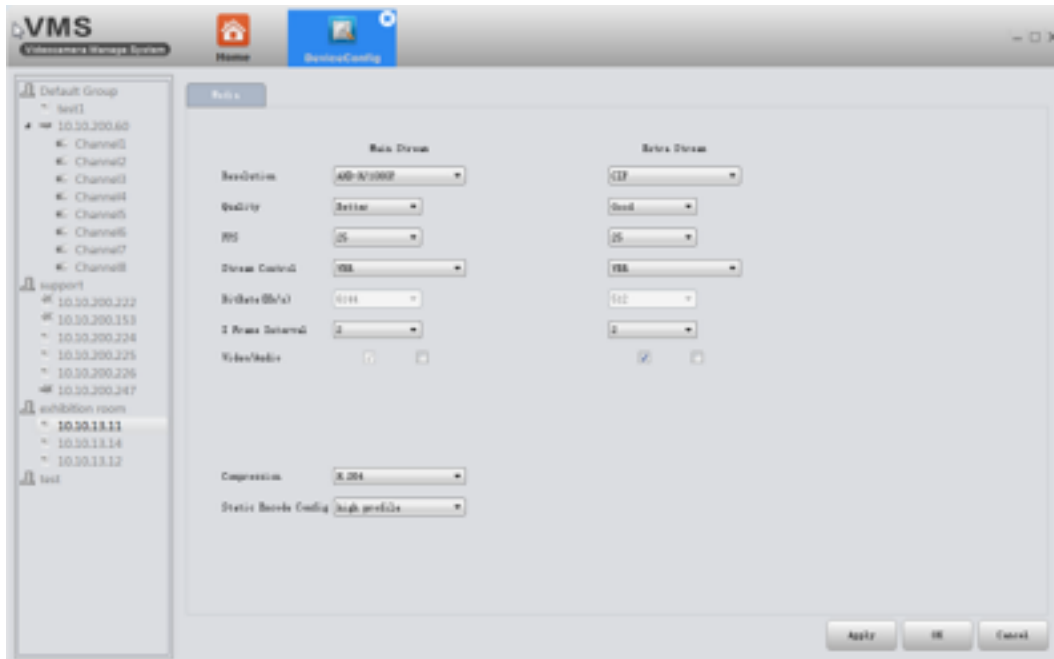 VMS
Videocamera Manage System
Home
DeviceConfig
Default Group
test1
10.10.200.60
Channel1
Channel2
Channel3
Channel4
Channel5
Channel6
Channel7
Channel8
support
10.10.200.222
10.10.200.153
10.10.200.224
10.10.200.225
10.10.200.226
10.10.200.247
exhibition room
10.10.13.11
10.10.13.14
10.10.13.12
test
Main Stream Extra Stream
Resolution CIF
Quality Better Good
FPS 25 25
Stream Control VBR VBR
BitRate(Kb/s) 512
I Frame Interval 2 2
Video/Audio
Compression H.264
Static Encode Config high profile
Apply OK Cancel